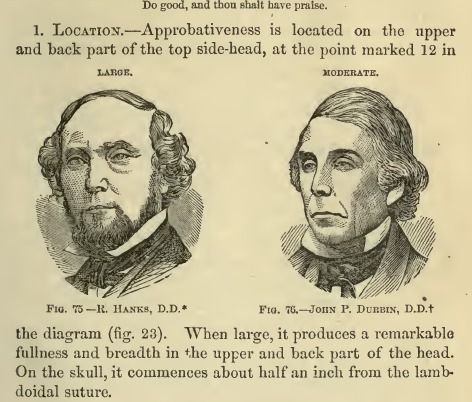 Do good, and thou shalt have praise.
1. LOCATION.—Approbativeness is located on the upper
and back part of the top side-head, at the point marked 12 in
LARGE.
MODERATE.
FIG. 75—R. HANKS, D.D.*
FIG. 76.—JOHN P. DURBIN, D.D.†
the diagram (fig. 23). When large, it produces a remarkable
fullness and breadth in the upper and back part of the head.
On the skull, it commences about half an inch from the lamb-
doidal suture.